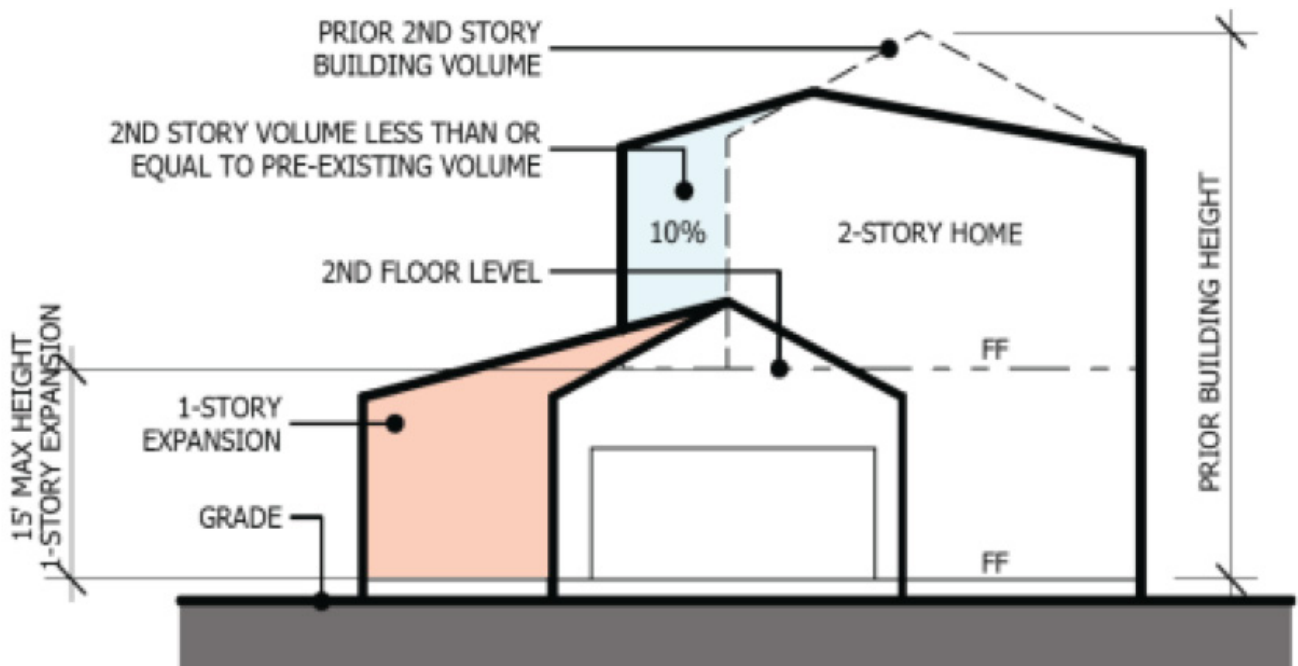 PRIOR 2ND STORY
BUILDING VOLUME
2ND STORY VOLUME LESS THAN OR
EQUAL TO PRE-EXISTING VOLUME
10%
2-STORY HOME
2ND FLOOR LEVEL
FF
1-STORY
EXPANSION
GRADE
FF
15' MAX HEIGHT
1-STORY EXPANSION
PRIOR BUILDING HEIGHT